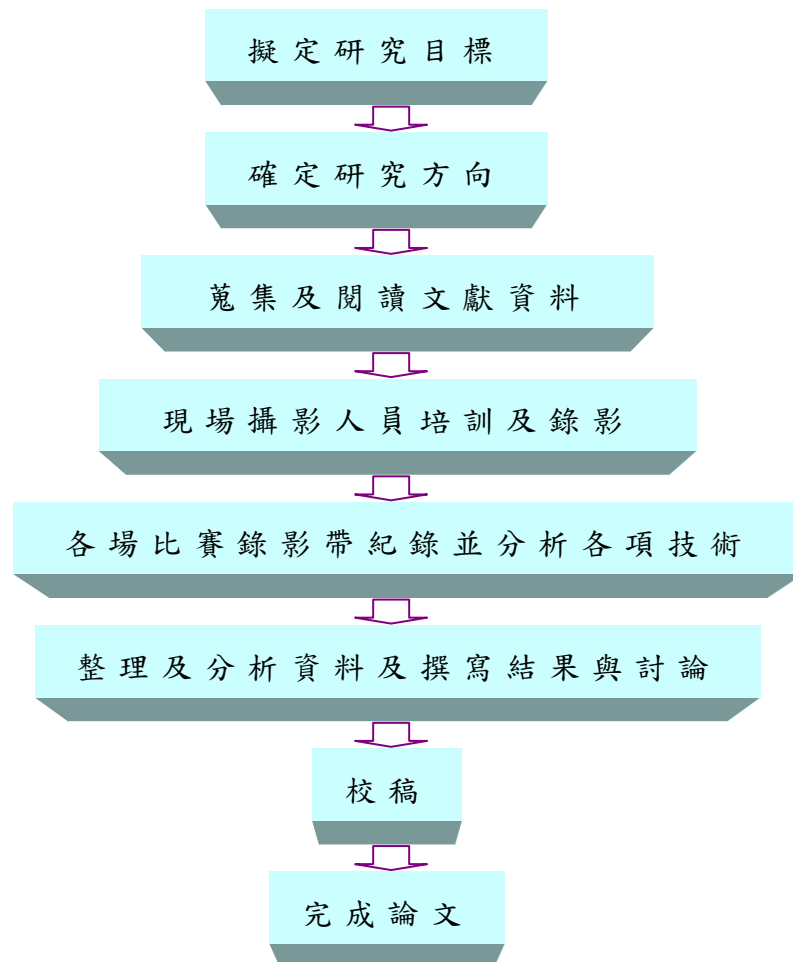 擬定研究目標
確定研究方向
蒐集及閱讀文獻資料
現場攝影人員培訓及錄影
各場比賽錄影帶紀錄並分析各項技術
整理及分析資料及撰寫結果與討論
校稿
完成論文